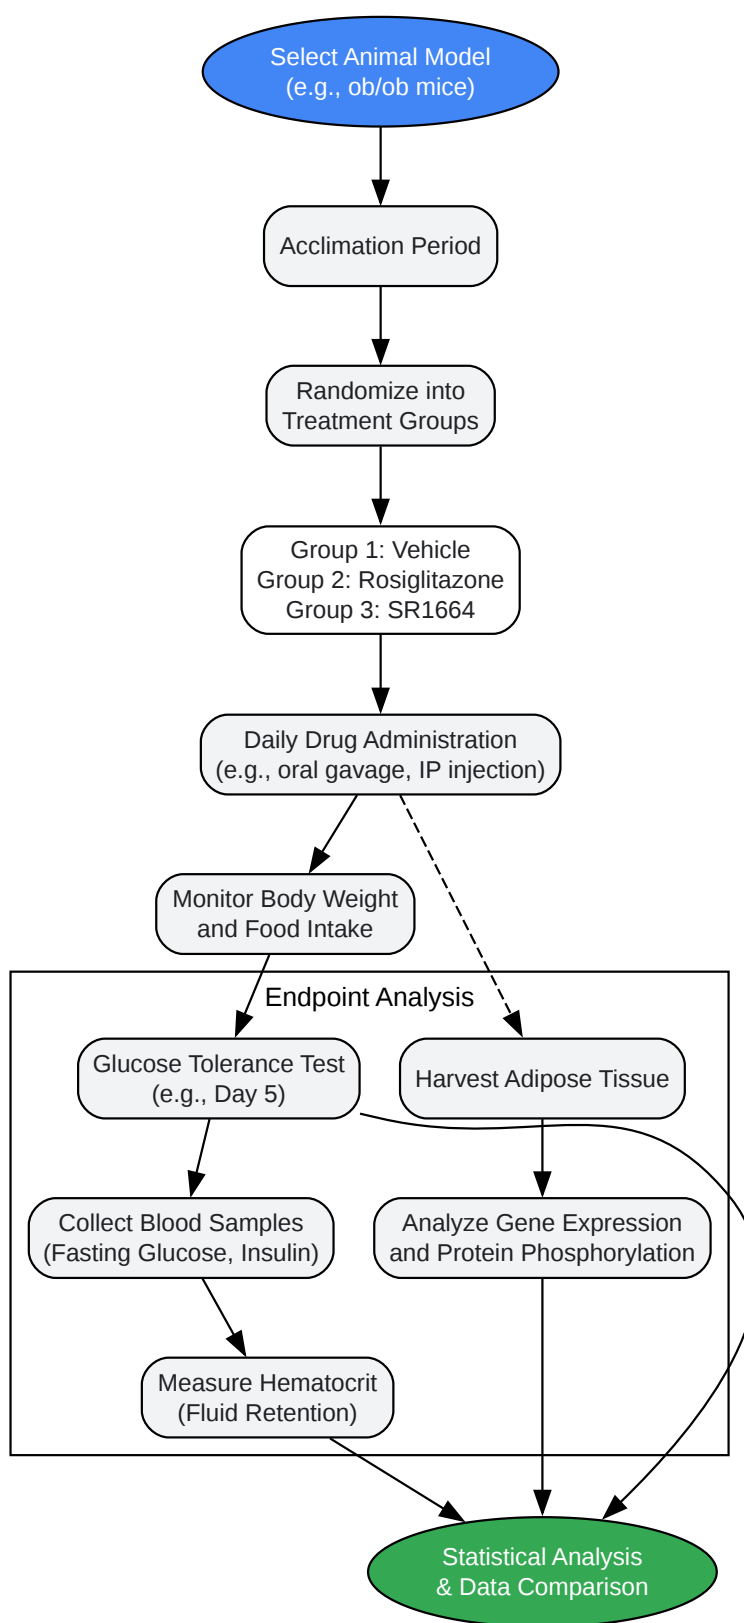 Select Animal Model
(e.g., ob/ob mice)
Acclimation Period
Randomize into
Treatment Groups
Group 1: Vehicle
Group 2: Rosiglitazone
Group 3: SR1664
Daily Drug Administration
(e.g., oral gavage, IP injection)
Monitor Body Weight
and Food Intake
Endpoint Analysis
Glucose Tolerance Test
(e.g., Day 5)
Harvest Adipose Tissue
Collect Blood Samples
(Fasting Glucose, Insulin)
Analyze Gene Expression
and Protein Phosphorylation
Measure Hematocrit
(Fluid Retention)
Statistical Analysis
& Data Comparison